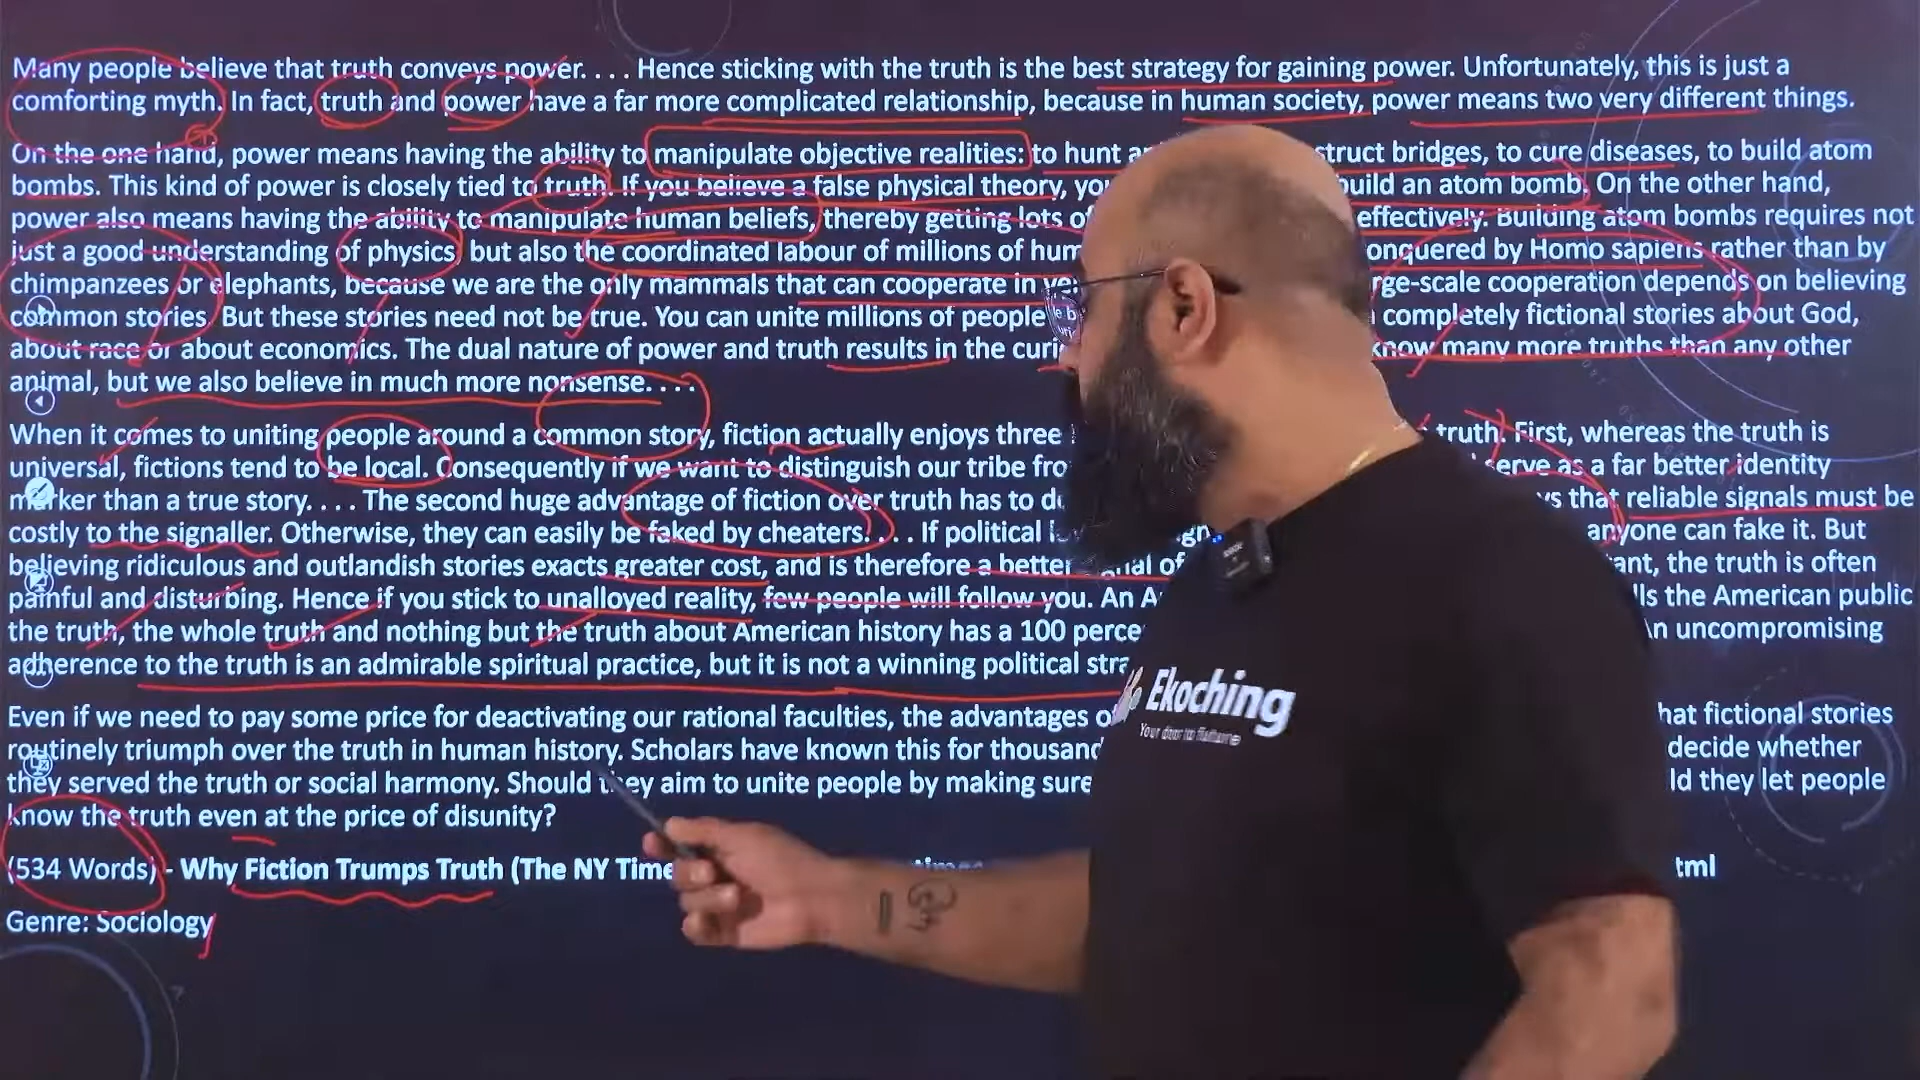 Many people believe that truth conveys power. . . . Hence sticking with the truth is the best strategy for gaining power. Unfortunately, this is just a
comforting myth. In fact, truth and power have a far more complicated relationship, because in human society, power means two very different things.
On the one hand, power means having the ability to manipulate objective realities: to hunt struct bridges, to cure diseases, to build atom
bombs. This kind of power is closely tied to truth. If you believe a false physical theory, build an atom bomb. On the other hand,
power also means having the ability to manipulate human beliefs, thereby getting lots of effectively. Building atom bombs requires not
just a good understanding of physics, but also the coordinated labour of millions of onquered by Homo sapiens rather than by
chimpanzees or elephants, because we are the only mammals that can cooperate in rge-scale cooperation depends on believing
common stories. But these stories need not be true. You can unite millions of people completely fictional stories about God,
about race or about economics. The dual nature of power and truth results in the know many more truths than any other
animal, but we also believe in much more nonsense. . . .
When it comes to uniting people around a common story, fiction actually enjoys three truth. First, whereas the truth is
universal, fictions tend to be local. Consequently if we want to distinguish our tribe serve as a far better identity
marker than a true story. . . . The second huge advantage of fiction over truth has to that reliable signals must be
costly to the signaller. Otherwise, they can easily be faked by cheaters. . . . If political anyone can fake it. But
believing ridiculous and outlandish stories exacts greater cost, and is therefore a better signal of the truth is often
painful and disturbing. Hence if you stick to unalloyed reality, few people will follow you. An the American public
the truth, the whole truth and nothing but the truth about American history has a 100 An uncompromising
adherence to the truth is an admirable spiritual practice, but it is not a winning political
Even if we need to pay some price for deactivating our rational faculties, the advantages hat fictional stories
routinely triumph over the truth in human history. Scholars have known this for decide whether
they served the truth or social harmony. Should they aim to unite people by making sure they let people
know the truth even at the price of disunity?
(534 Words) - Why Fiction Trumps Truth (The NY tml
Genre: Sociology
Ekoching